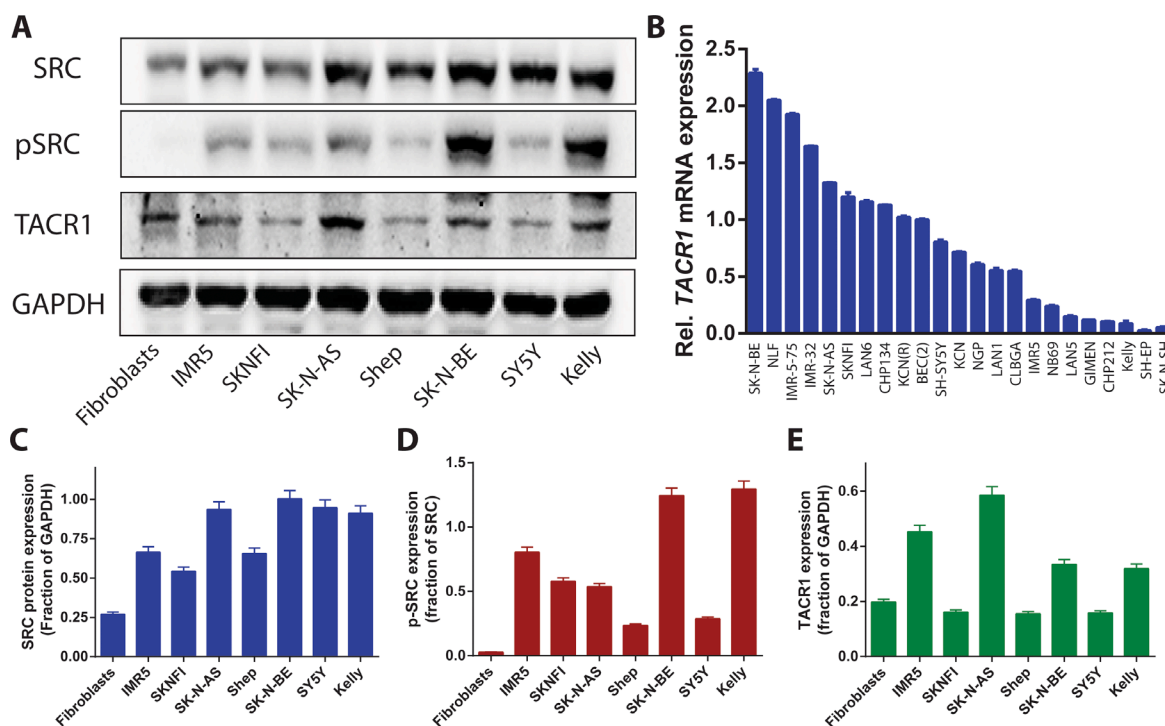 A
SRC
pSRC
TACR1
GAPDH
Fibroblasts
IMR5
SKNFI
SK-N-AS
Shep
SK-N-BE
SY5Y
Kelly
B
Rel. TACR1 mRNA expression
2.5
2.0
1.5
1.0
0.5
0.0
SK-N-BE
NLF
IMR-5-75
IMR-32
SK-N-AS
SKNFI
LAN6
CHP134
KCN(R)
BEC(2)
SH-SY5Y
KCN
NGP
LAN1
CLBGA
IMR5
NB69
LAN5
GIMEN
CHP212
Kelly
SH-EP
SK-N-SH
C
SRC protein expression
(Fraction of GAPDH)
1.00
0.75
0.50
0.25
0.00
Fibroblasts
IMR5
SKNFI
SK-N-AS
Shep
SK-N-BE
SY5Y
Kelly
D
p-SRC expression
(fraction of SRC)
1.5
1.0
0.5
0.0
Fibroblasts
IMR5
SKNFI
SK-N-AS
Shep
SK-N-BE
SY5Y
Kelly
E
TACR1 expression
(fraction of GAPDH)
0.6
0.4
0.2
0.0
Fibroblasts
IMR5
SKNFI
SK-N-AS
Shep
SK-N-BE
SY5Y
Kelly